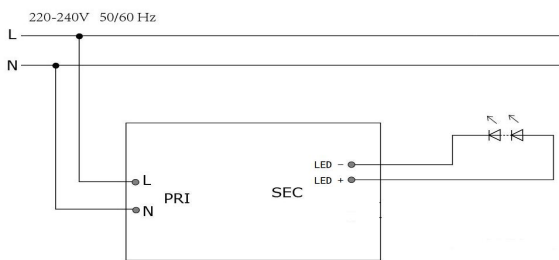 220-240V 50/60 Hz
L
N
LED -
LED +
L
PRI
SEC
N